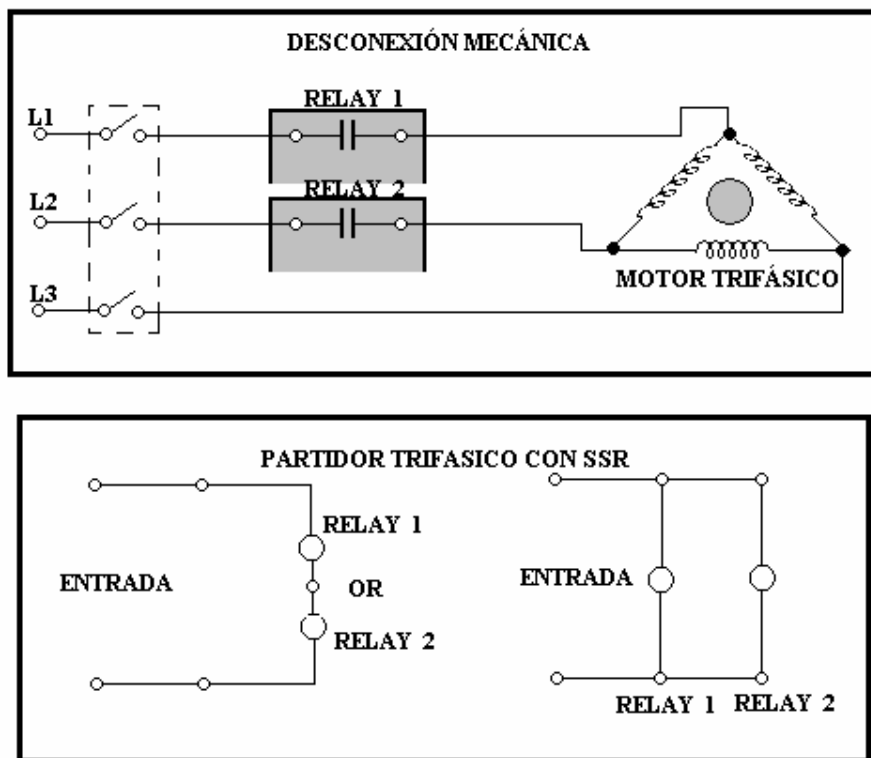 DESCONEXIÓN MECÁNICA
RELAY 1
L1
RELAY 2
L2
MOTOR TRIFÁSICO
L3
PARTIDOR TRIFASICO CON SSR
RELAY 1
ENTRADA
OR
ENTRADA
RELAY 2
RELAY 1
RELAY 2